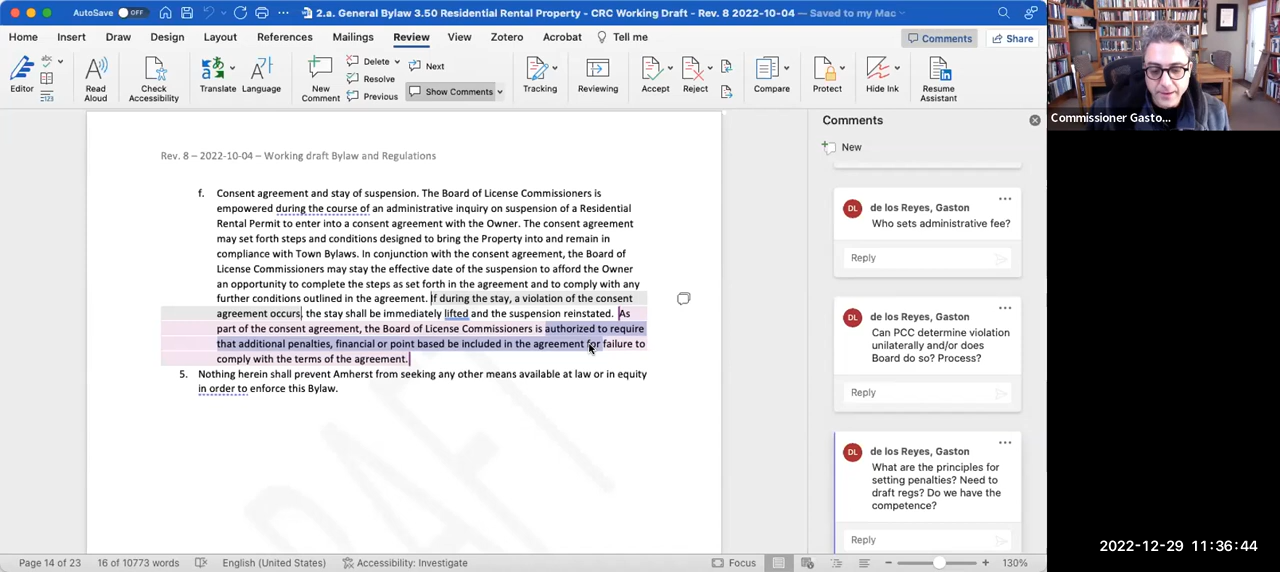 AutoSave OFF
2.a. General Bylaw 3.50 Residential Rental Property - CRC Working Draft - Rev. 8 2022-10-04 — Saved to my Mac
Home Insert Draw Design Layout References Mailings Review View Zotero Acrobat Tell me
Comments Share
Editor
Read Aloud
Check Accessibility
Translate
Language
New Comment
Delete
Resolve
Previous
Next
Show Comments
Tracking
Reviewing
Accept
Reject
Compare
Protect
Hide Ink
Resume Assistant
Rev. 8 – 2022-10-04 – Working draft Bylaw and Regulations
f. Consent agreement and stay of suspension. The Board of License Commissioners is
empowered during the course of an administrative inquiry on suspension of a Residential
Rental Permit to enter into a consent agreement with the Owner. The consent agreement
may set forth steps and conditions designed to bring the Property into and remain in
compliance with Town Bylaws. In conjunction with the consent agreement, the Board of
License Commissioners may stay the effective date of the suspension to afford the Owner
an opportunity to complete the steps as set forth in the agreement and to comply with any
further conditions outlined in the agreement. If during the stay, a violation of the consent
agreement occurs, the stay shall be immediately lifted and the suspension reinstated. As
part of the consent agreement, the Board of License Commissioners is authorized to require
that additional penalties, financial or point based be included in the agreement for failure to
comply with the terms of the agreement.
5. Nothing herein shall prevent Amherst from seeking any other means available at law or in equity
in order to enforce this Bylaw.
Comments
New
DL de los Reyes, Gaston
Who sets administrative fee?
Reply
DL de los Reyes, Gaston
Can PCC determine violation
unilaterally and/or does
Board do so? Process?
Reply
DL de los Reyes, Gaston
What are the principles for
setting penalties? Need to
draft regs? Do we have the
competence?
Reply
Commissioner Gasto...
2022-12-29 11:36:44
Page 14 of 23 16 of 10773 words English (United States) Accessibility: Investigate Focus 130%